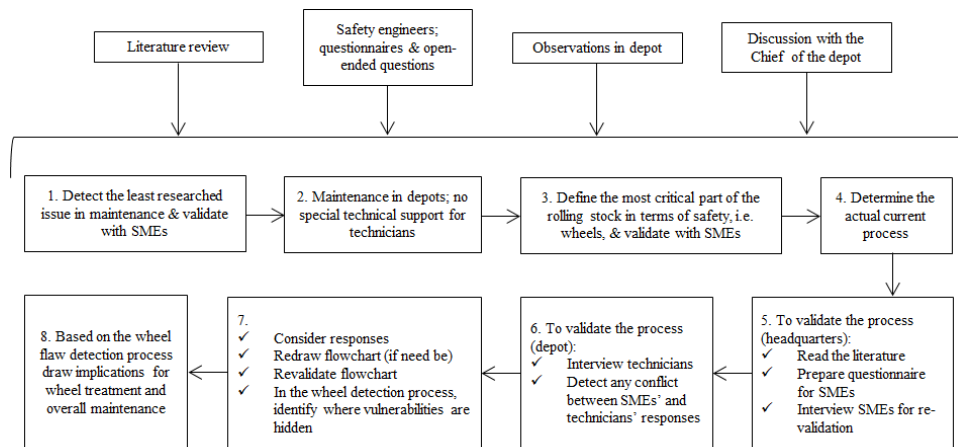 Literature review
Safety engineers;
questionnaires & open-
ended questions
Observations in depot
Discussion with the
Chief of the depot
1. Detect the least researched
issue in maintenance & validate
with SMEs
2. Maintenance in depots; no
special technical support for
technicians
3. Define the most critical part of the
rolling stock in terms of safety, i.e.
wheels, & validate with SMEs
4. Determine the
actual current
process
5. To validate the process
(headquarters):
✓ Read the literature
✓ Prepare questionnaire
for SMEs
✓ Interview SMEs for re-
validation
6. To validate the process
(depot):
✓ Interview technicians
✓ Detect any conflict
between SMEs’ and
technicians’ responses
7.
✓ Consider responses
✓ Redraw flowchart (if need be)
✓ Revalidate flowchart
✓ In the wheel detection process,
identify where vulnerabilities are
hidden
8. Based on the wheel
flaw detection process
draw implications for
wheel treatment and
overall maintenance